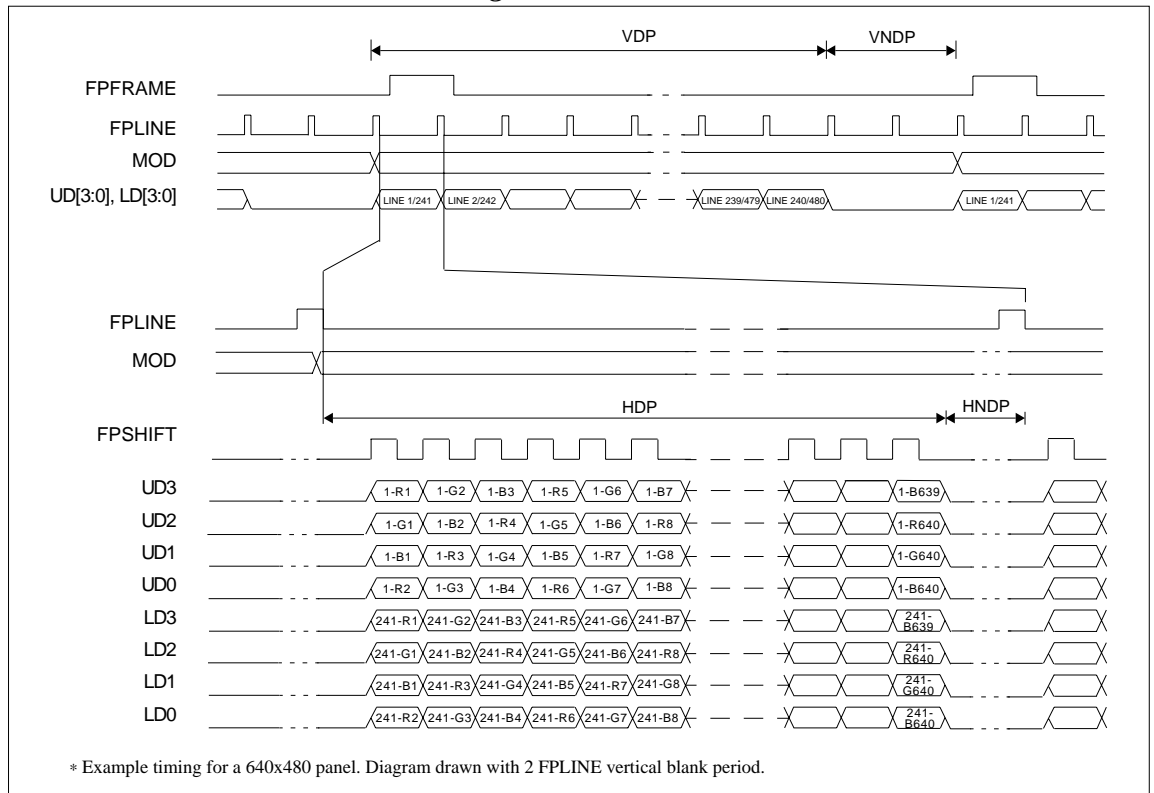 VDP VNDP
FPFRAME
FPLINE
MOD
UD[3:0], LD[3:0] LINE 1/241 LINE 2/242 LINE 239/479 LINE 240/480 LINE 1/241
FPLINE
MOD
HDP HNDP
FPSHIFT
UD3 1-R1 1-G2 1-B3 1-R5 1-G6 1-B7 1-B639
UD2 1-G1 1-B2 1-R4 1-G5 1-B6 1-R8 1-R640
UD1 1-B1 1-R3 1-G4 1-B5 1-R7 1-G8 1-G640
UD0 1-R2 1-G3 1-B4 1-R6 1-G7 1-B8 1-B640
LD3 241-R1 241-G2 241-B3 241-R5 241-G6 241-B7 241-B639
LD2 241-G1 241-B2 241-R4 241-G5 241-B6 241-R8 241-R640
LD1 241-B1 241-R3 241-G4 241-B5 241-R7 241-G8 241-G640
LD0 241-R2 241-G3 241-B4 241-R6 241-G7 241-B8 241-B640
* Example timing for a 640x480 panel. Diagram drawn with 2 FPLINE vertical blank period.